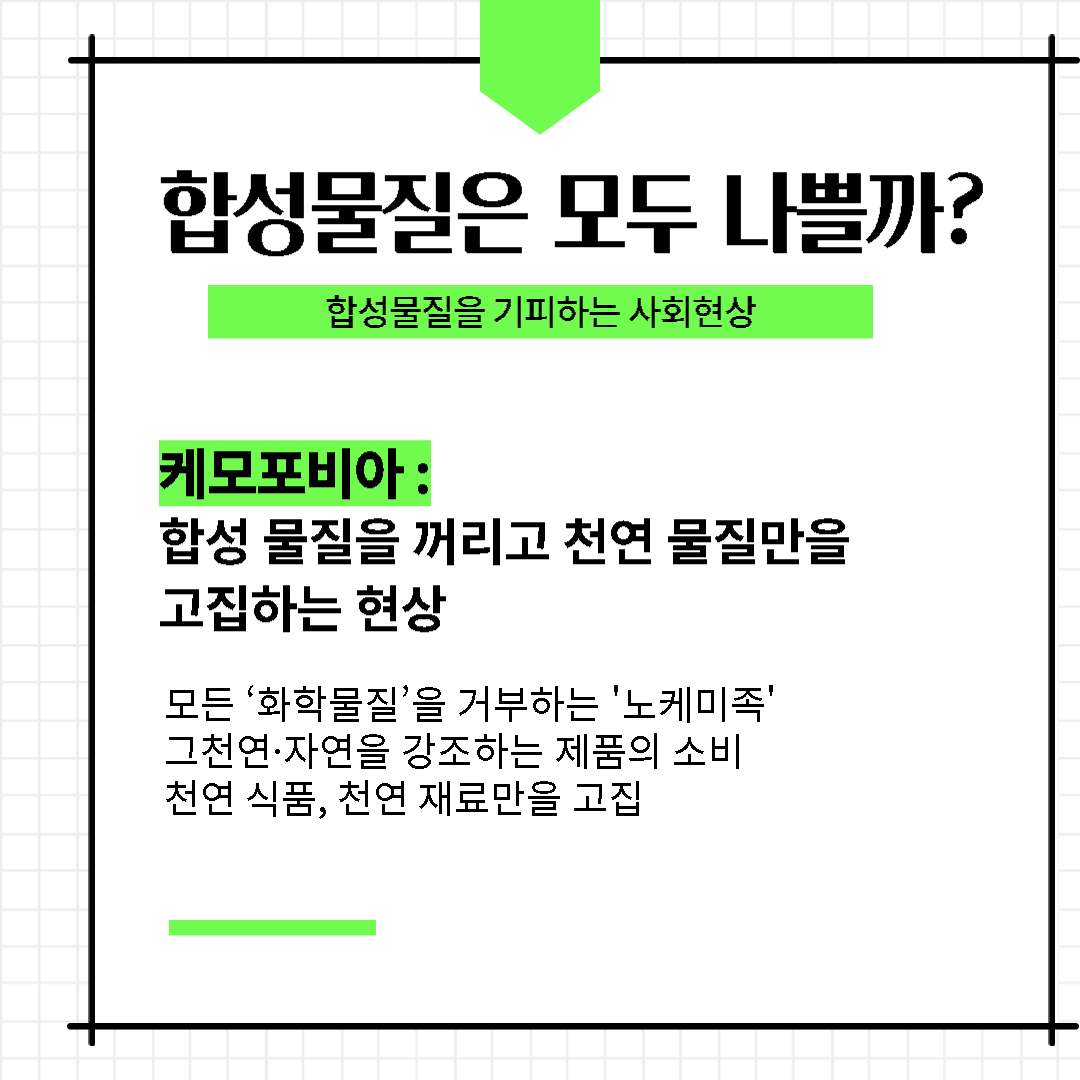 합성물질은 모두 나쁠까?
합성물질을 기피하는 사회현상
케모포비아 :
합성 물질을 꺼리고 천연 물질만을
고집하는 현상
모든 ‘화학물질’을 거부하는 '노케미족'
그천연·자연을 강조하는 제품의 소비
천연 식품, 천연 재료만을 고집